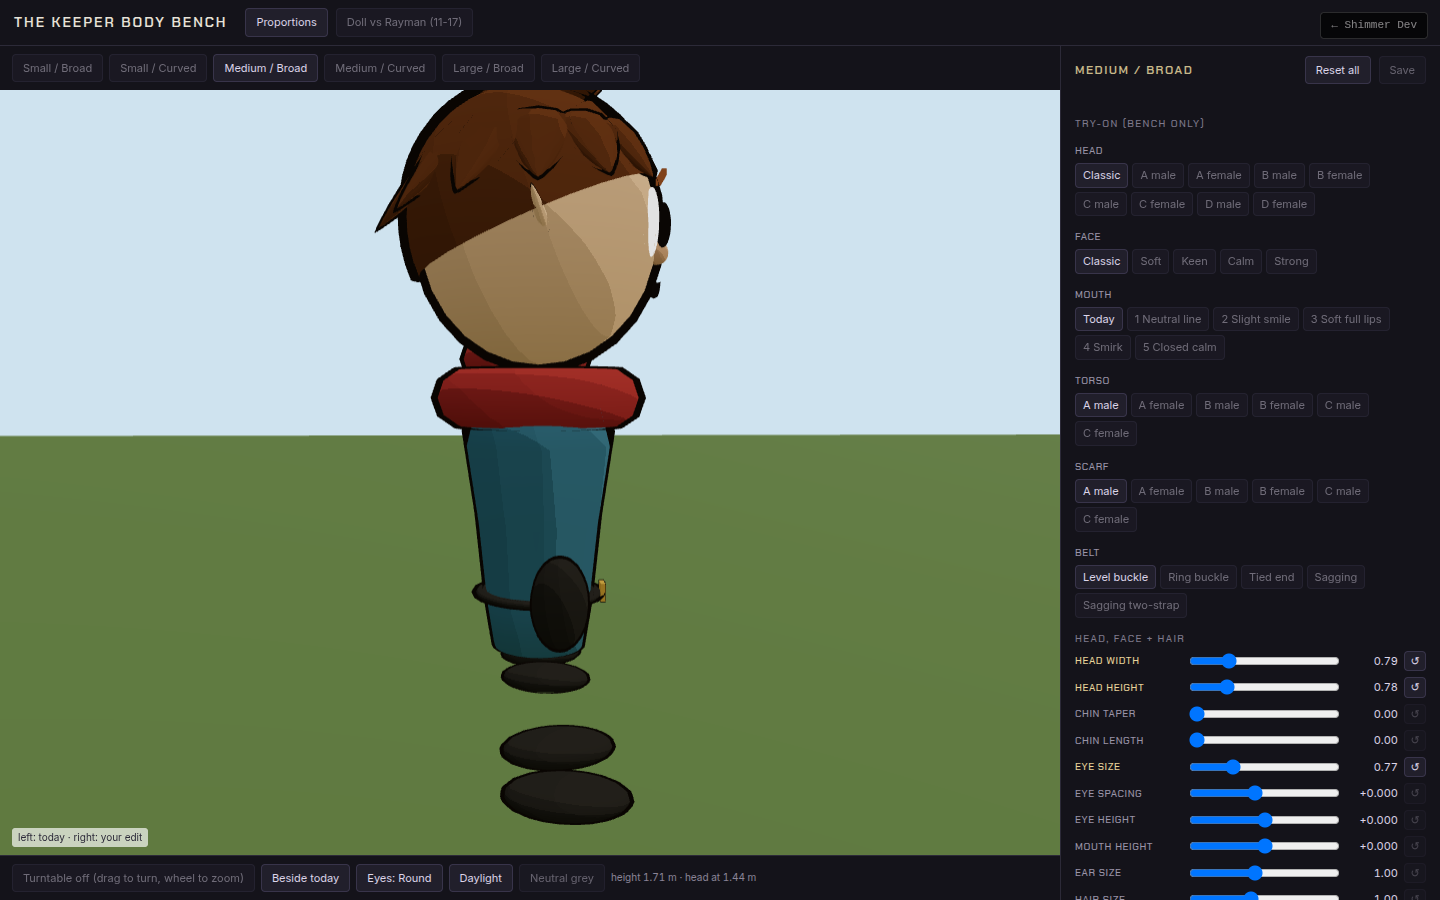 THE KEEPER BODY BENCH
Proportions
Doll vs Rayman (11-17)
← Shimmer Dev
Small / Broad
Small / Curved
Medium / Broad
Medium / Curved
Large / Broad
Large / Curved
MEDIUM / BROAD
Reset all
Save
TRY-ON (BENCH ONLY)
HEAD
Classic
A male
A female
B male
B female
C male
C female
D male
D female
FACE
Classic
Soft
Keen
Calm
Strong
MOUTH
Today
1 Neutral line
2 Slight smile
3 Soft full lips
4 Smirk
5 Closed calm
TORSO
A male
A female
B male
B female
C male
C female
SCARF
A male
A female
B male
B female
C male
C female
BELT
Level buckle
Ring buckle
Tied end
Sagging
Sagging two-strap
HEAD, FACE + HAIR
HEAD WIDTH 0.79 ↺
HEAD HEIGHT 0.78 ↺
CHIN TAPER 0.00 ↺
CHIN LENGTH 0.00 ↺
EYE SIZE 0.77 ↺
EYE SPACING +0.000 ↺
EYE HEIGHT +0.000 ↺
MOUTH HEIGHT +0.000 ↺
EAR SIZE 1.00 ↺
HAIR SIZE 1.00
left: today · right: your edit
Turntable off (drag to turn, wheel to zoom)
Beside today
Eyes: Round
Daylight
Neutral grey
height 1.71 m · head at 1.44 m